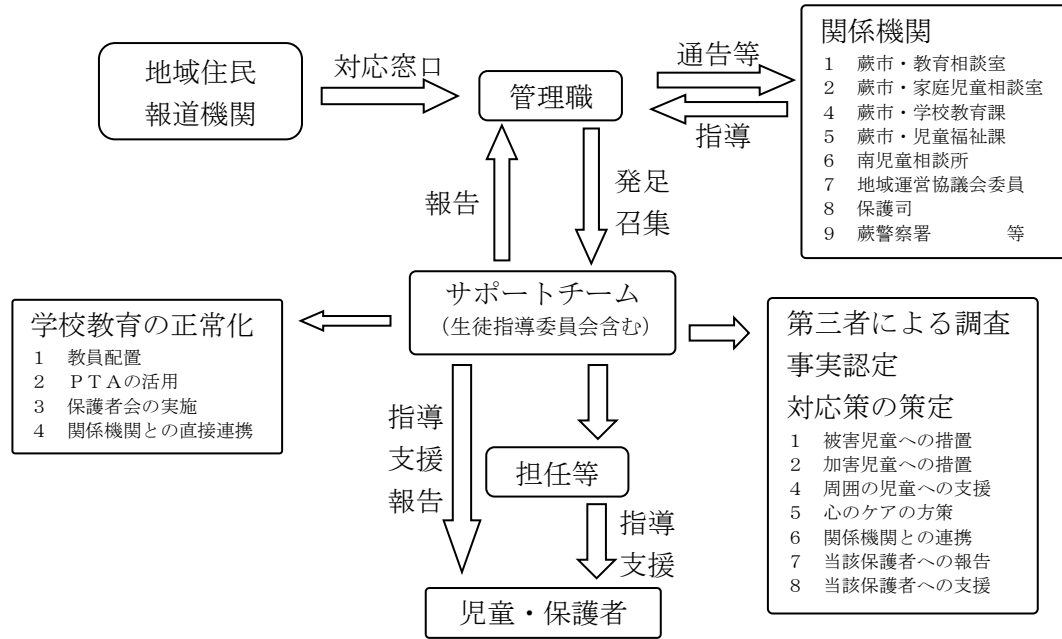 地域住民
報道機関
対応窓口
管理職
通告等
指導
関係機関
1 蕨市・教育相談室
2 蕨市・家庭児童相談室
4 蕨市・学校教育課
5 蕨市・児童福祉課
6 南児童相談所
7 地域運営協議会委員
8 保護司
9 蕨警察署 等
報告
発足
召集
サポートチーム
（生徒指導委員会含む）
学校教育の正常化
1 教員配置
2 ＰＴＡの活用
3 保護者会の実施
4 関係機関との直接連携
第三者による調査
事実認定
対応策の策定
1 被害児童への措置
2 加害児童への措置
4 周囲の児童への支援
5 心のケアの方策
6 関係機関との連携
7 当該保護者への報告
8 当該保護者への支援
指導
支援
報告
担任等
指導
支援
児童・保護者